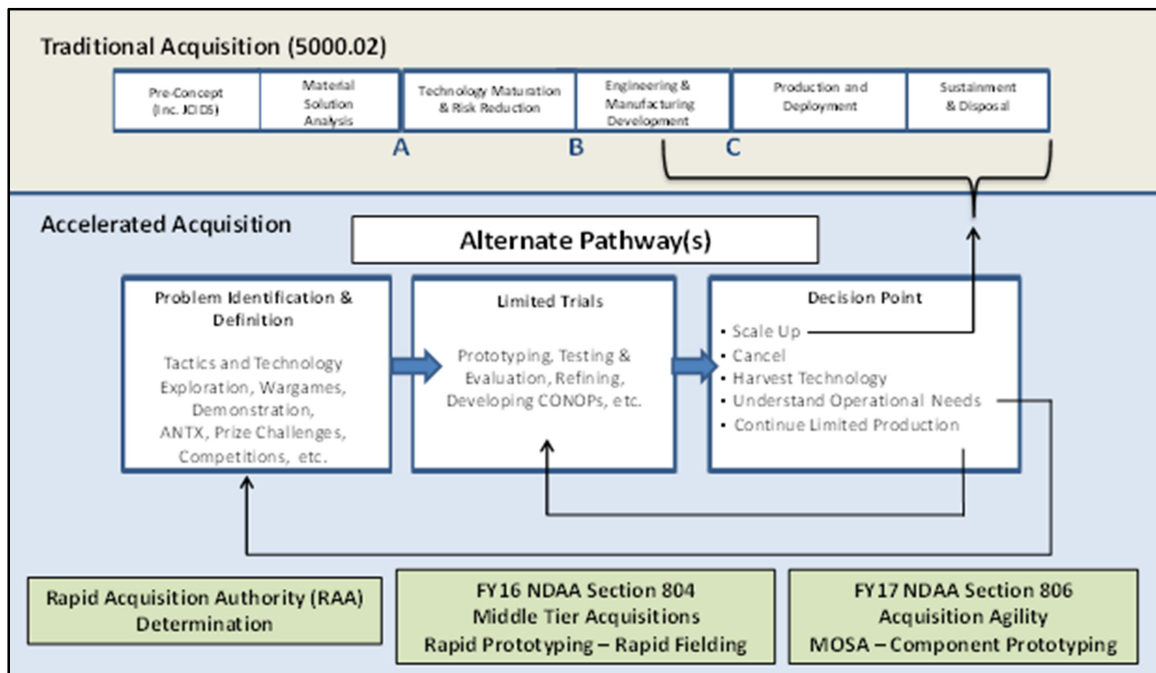 Traditional Acquisition (5000.02)
Pre-Concept
(Inc. JCIDS)
Material
Solution
Analysis
Technology Maturation
& Risk Reduction
Engineering &
Manufacturing
Development
Production and
Deployment
Sustainment
& Disposal
A
B
C
Accelerated Acquisition
Alternate Pathway(s)
Problem Identification &
Definition
Tactics and Technology
Exploration, Wargames,
Demonstration,
ANTX, Prize Challenges,
Competitions, etc.
Limited Trials
Prototyping, Testing &
Evaluation, Refining,
Developing CONOPs, etc.
Decision Point
• Scale Up
• Cancel
• Harvest Technology
• Understand Operational Needs
• Continue Limited Production
Rapid Acquisition Authority (RAA)
Determination
FY16 NDAA Section 804
Middle Tier Acquisitions
Rapid Prototyping – Rapid Fielding
FY17 NDAA Section 806
Acquisition Agility
MOSA – Component Prototyping